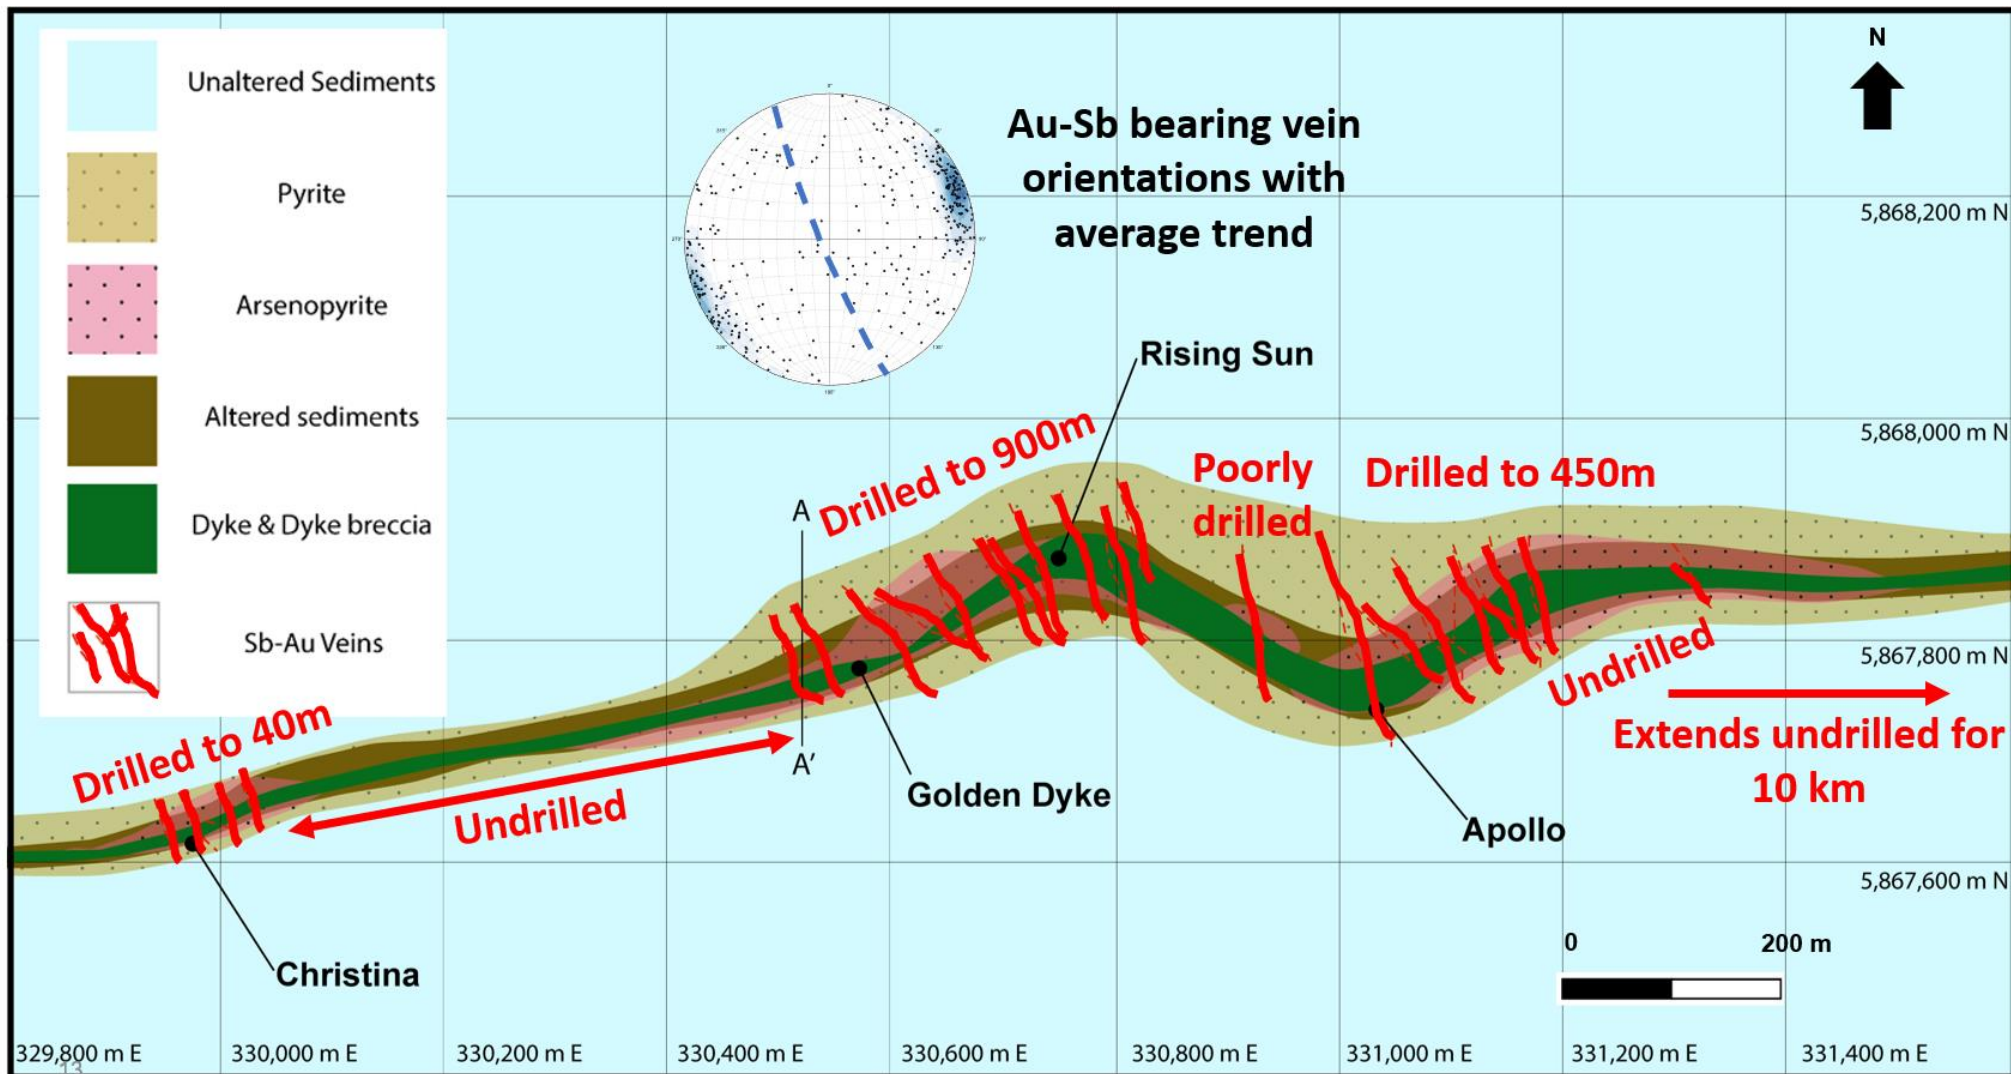 Unaltered Sediments
Pyrite
Arsenopyrite
Altered sediments
Dyke & Dyke breccia
Sb-Au Veins
Au-Sb bearing vein
orientations with
average trend
N
5,868,200 m N
5,868,000 m N
5,867,800 m N
5,867,600 m N
Rising Sun
Drilled to 900m
Poorly
drilled
Drilled to 450m
A
A'
Drilled to 40m
Undrilled
Golden Dyke
Apollo
Christina
Undrilled
Extends undrilled for
10 km
0
200 m
329,800 m E
330,000 m E
330,200 m E
330,400 m E
330,600 m E
330,800 m E
331,000 m E
331,200 m E
331,400 m E
13